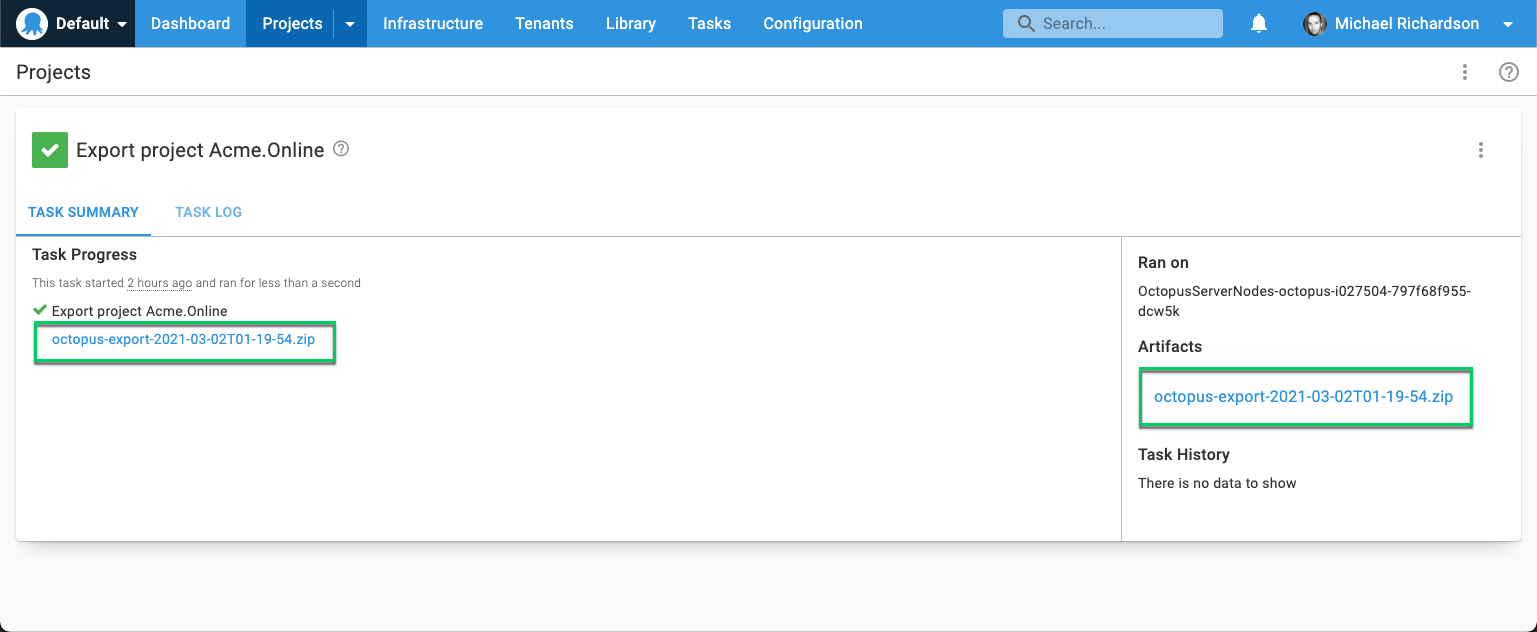 Default Dashboard Projects Infrastructure Tenants Library Tasks Configuration Search... Michael Richardson
Projects
Export project Acme.Online
TASK SUMMARY TASK LOG
Task Progress
This task started 2 hours ago and ran for less than a second
Export project Acme.Online
octopus-export-2021-03-02T01-19-54.zip
Ran on
OctopusServerNodes-octopus-i027504-797f68f955-
dcw5k
Artifacts
octopus-export-2021-03-02T01-19-54.zip
Task History
There is no data to show